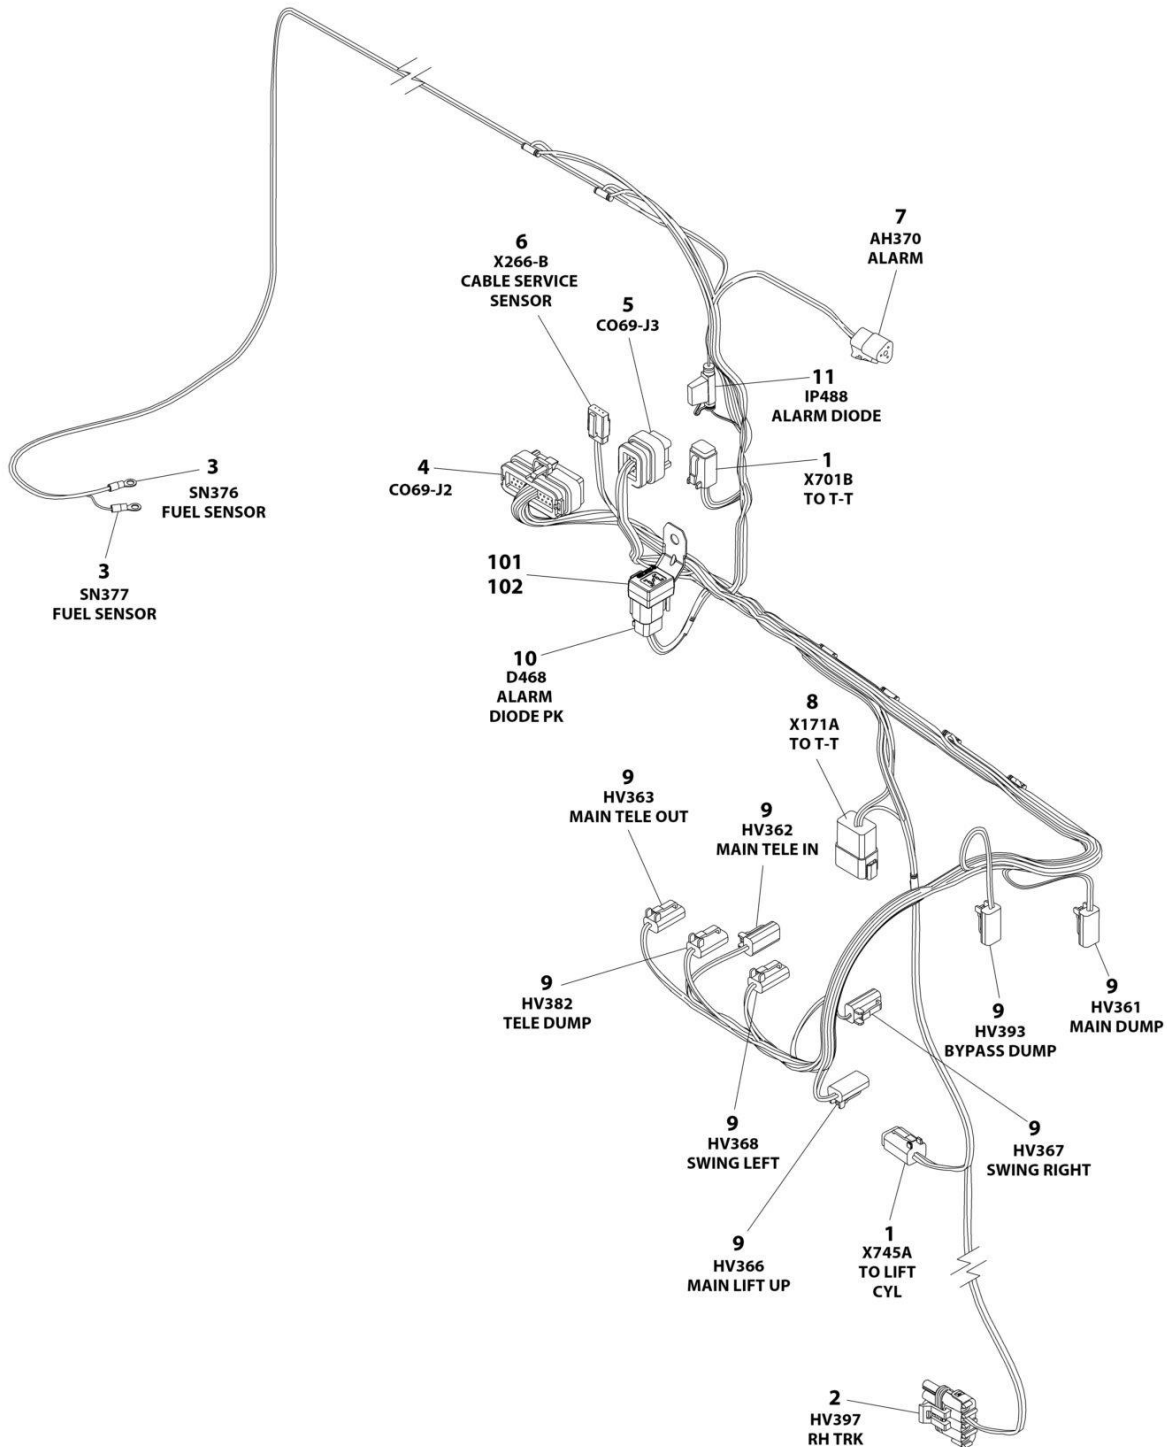 7
AH370
ALARM
6
X266-B
CABLE SERVICE
SENSOR
5
CO69-J3
11
IP488
ALARM DIODE
4
CO69-J2
1
X701B
TO T-T
3
SN376
FUEL SENSOR
3
SN377
FUEL SENSOR
101
102
10
D468
ALARM
DIODE PK
8
X171A
TO T-T
9
HV363
MAIN TELE OUT
9
HV362
MAIN TELE IN
9
HV382
TELE DUMP
9
HV393
BYPASS DUMP
9
HV361
MAIN DUMP
9
HV368
SWING LEFT
9
HV367
SWING RIGHT
9
HV366
MAIN LIFT UP
1
X745A
TO LIFT
CYL
2
HV397
RH TRK